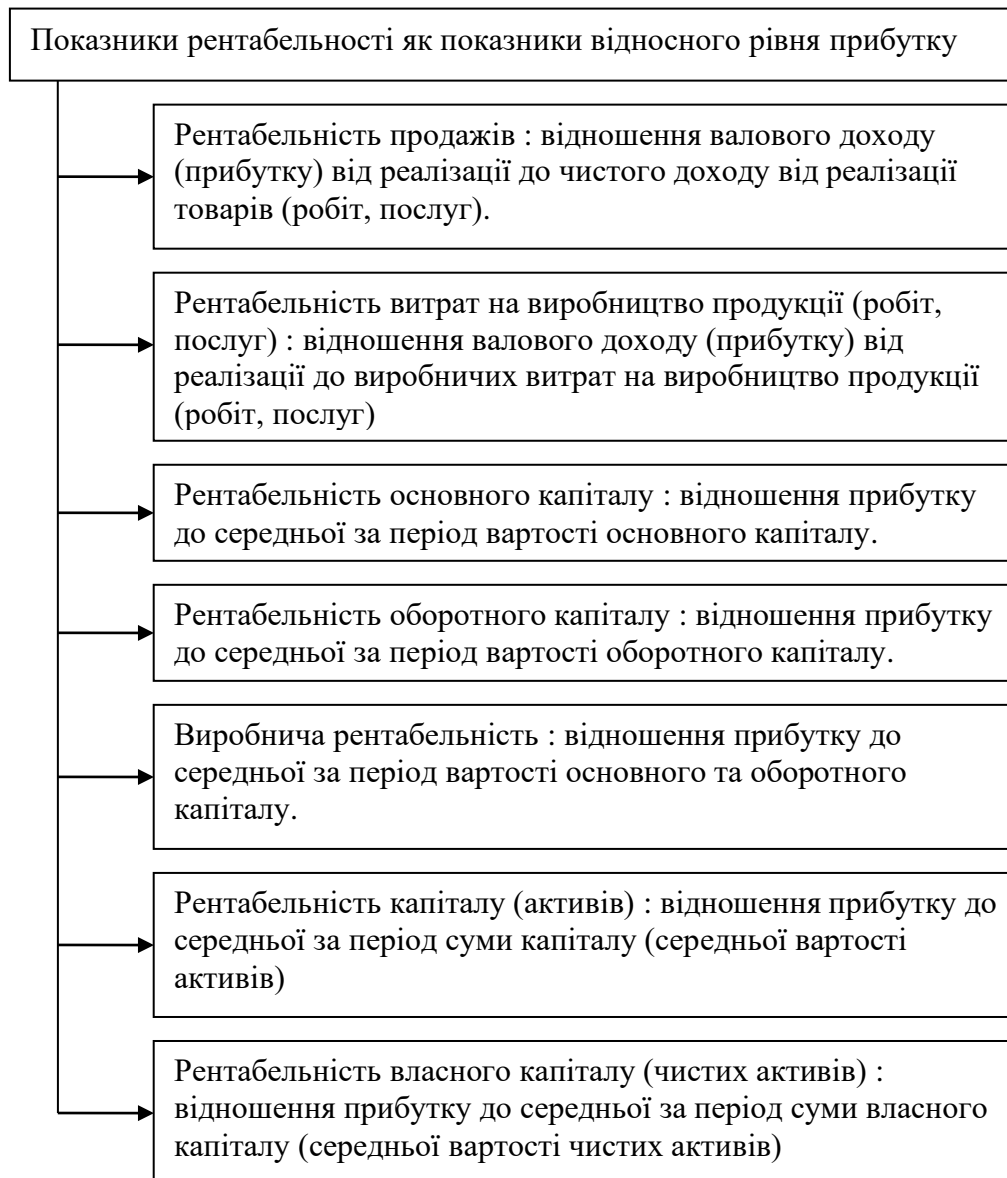 Показники рентабельності як показники відносного рівня прибутку
Рентабельність продажів : відношення валового доходу
(прибутку) від реалізації до чистого доходу від реалізації
товарів (робіт, послуг).
Рентабельність витрат на виробництво продукції (робіт,
послуг) : відношення валового доходу (прибутку) від
реалізації до виробничих витрат на виробництво продукції
(робіт, послуг)
Рентабельність основного капіталу : відношення прибутку
до середньої за період вартості основного капіталу.
Рентабельність оборотного капіталу : відношення прибутку
до середньої за період вартості оборотного капіталу.
Виробнича рентабельність : відношення прибутку до
середньої за період вартості основного та оборотного
капіталу.
Рентабельність капіталу (активів) : відношення прибутку до
середньої за період суми капіталу (середньої вартості
активів)
Рентабельність власного капіталу (чистих активів) :
відношення прибутку до середньої за період суми власного
капіталу (середньої вартості чистих активів)